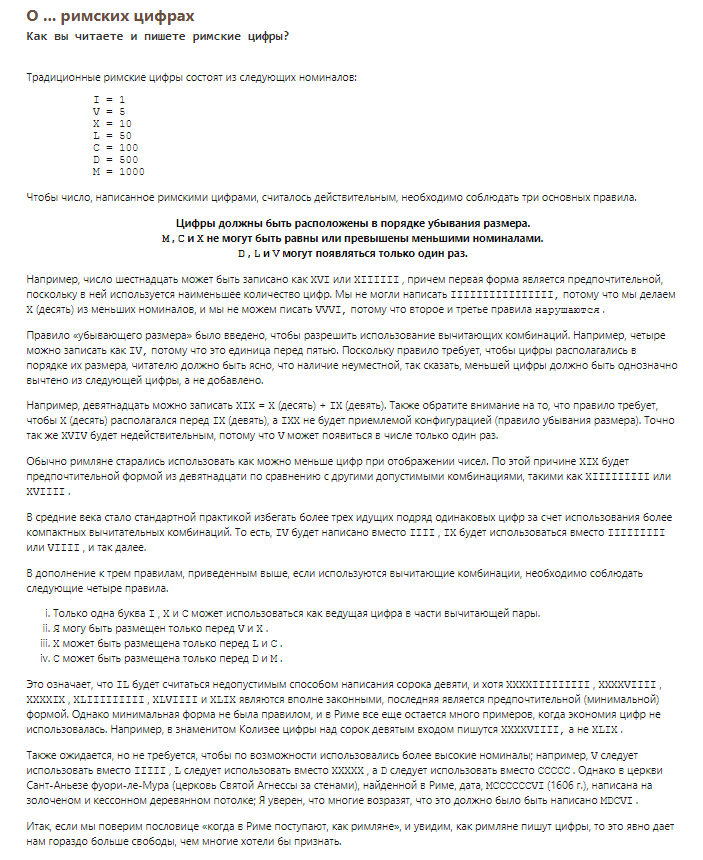 О ... римских цифрах
Как вы читаете и пишете римские цифры?
Традиционные римские цифры состоят из следующих номиналов:
I = 1
V = 5
X = 10
L = 50
C = 100
D = 500
M = 1000
Чтобы число, написанное римскими цифрами, считалось действительным, необходимо соблюдать три основных правила.
Цифры должны быть расположены в порядке убывания размера.
M , C и X не могут быть равны или превышены меньшими номиналами.
D , L и V могут появляться только один раз.
Например, число шестнадцать может быть записано как XVI или XIIIIII , причем первая форма является предпочтительной,
поскольку в ней используется наименьшее количество цифр. Мы не могли написать IIIIIIIIIIIIIIII, потому что мы делаем
X (десять) из меньших номиналов, и мы не можем писать VVVI, потому что второе и третье правила нарушаются .
Правило «убывающего размера» было введено, чтобы разрешить использование вычитающих комбинаций. Например, четыре
можно записать как IV, потому что это единица перед пятью. Поскольку правило требует, чтобы цифры располагались в
порядке их размера, читателю должно быть ясно, что наличие неуместной, так сказать, меньшей цифры должно быть однозначно
вычтено из следующей цифры, а не добавлено.
Например, девятнадцать можно записать XIX = X (десять) + IX (девять). Также обратите внимание на то, что правило требует,
чтобы X (десять) располагался перед IX (девять), а IXX не будет приемлемой конфигурацией (правило убывания размера). Точно
так же XVIV будет недействительным, потому что V может появиться в числе только один раз.
Обычно римляне старались использовать как можно меньше цифр при отображении чисел. По этой причине XIX будет
предпочтительной формой из девятнадцати по сравнению с другими допустимыми комбинациями, такими как XIIIIIIIII или
XVIIII .
В средние века стало стандартной практикой избегать более трех идущих подряд одинаковых цифр за счет использования более
компактных вычитательных комбинаций. То есть, IV будет написано вместо IIII , IX будет использоваться вместо IIIIIIIII
или VIIII , и так далее.
В дополнение к трем правилам, приведенным выше, если используются вычитающие комбинации, необходимо соблюдать
следующие четыре правила.
i. Только одна буква I , X и C может использоваться как ведущая цифра в части вычитающей пары.
ii. Я могу быть размещен только перед V и X .
iii. X может быть размещена только перед L и C .
iv. C может быть размещена только перед D и M .
Это означает, что IL будет считаться недопустимым способом написания сорока девяти, и хотя XXXXIIIIIIIII , XXXXVIIII ,
XXXXIX , XLIIIIIIIII , XLVIIII и XLIX являются вполне законными, последняя является предпочтительной (минимальной)
формой. Однако минимальная форма не была правилом, и в Риме все еще остается много примеров, когда экономия цифр не
использовалась. Например, в знаменитом Колизее цифры над сорок девятым входом пишутся XXXXVIIII, а не XLIX .
Также ожидается, но не требуется, чтобы по возможности использовались более высокие номиналы; например, V следует
использовать вместо IIIII , L следует использовать вместо XXXXX , а D следует использовать вместо CCCCC . Однако в церкви
Сант-Аньезе фуори-ле-Мура (церковь Святой Агнессы за стенами), найденной в Риме, дата, MCCCCCCVI (1606 г.), написана на
золоченом и кессонном деревянном потолке; Я уверен, что многие возразят, что это должно было быть написано MDCVI .
Итак, если мы поверим пословице «когда в Риме поступают, как римляне», и увидим, как римляне пишут цифры, то это явно дает
нам гораздо больше свободы, чем многие хотели бы признать.